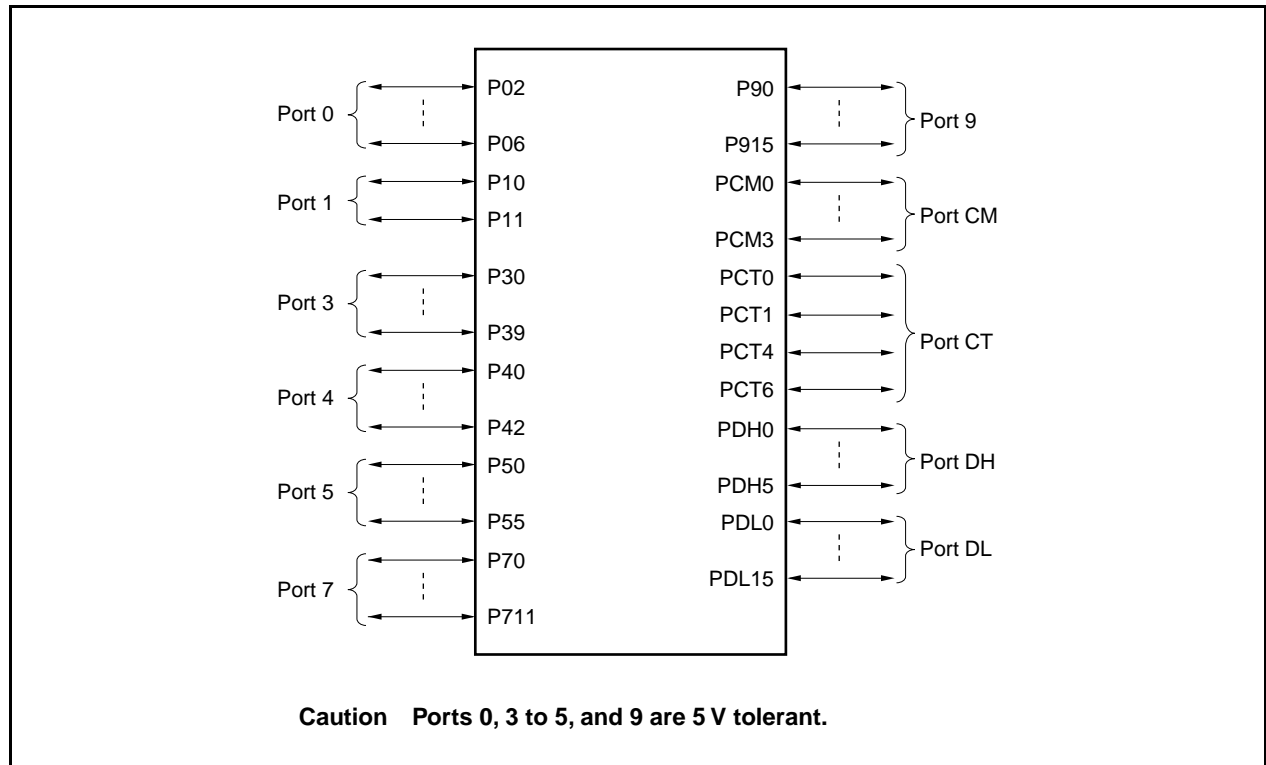 Port 0
P02
P06
Port 1
P10
P11
Port 3
P30
P39
Port 4
P40
P42
Port 5
P50
P55
Port 7
P70
P711
P90
P915
Port 9
PCM0
PCM3
Port CM
PCT0
PCT1
PCT4
PCT6
Port CT
PDH0
PDH5
Port DH
PDL0
PDL15
Port DL
Caution Ports 0, 3 to 5, and 9 are 5 V tolerant.